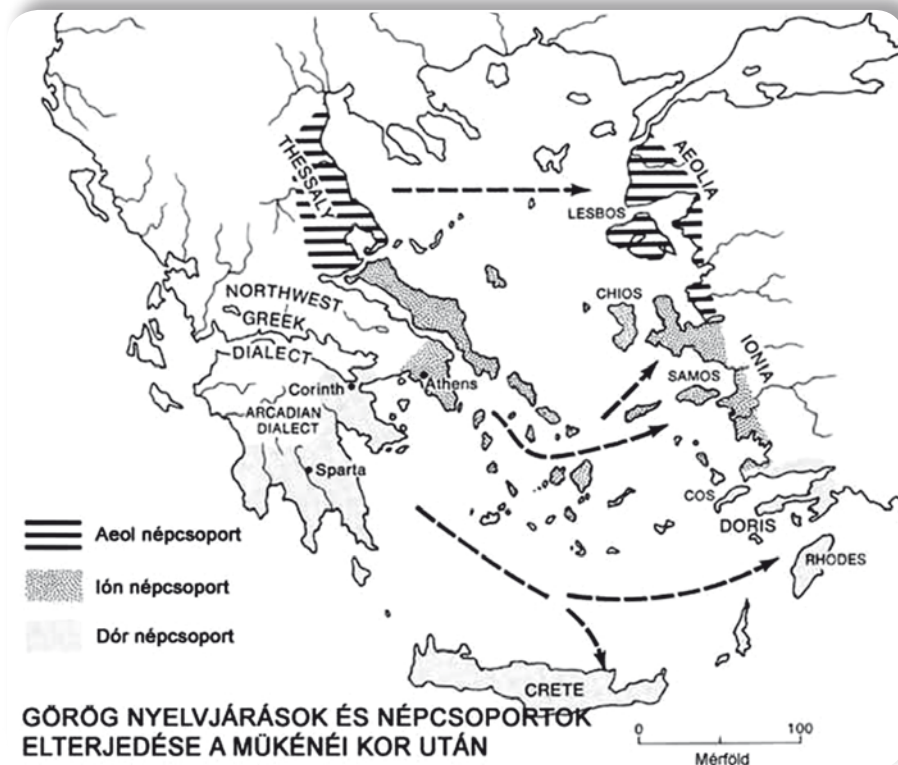 THESSALY
AEOLIA
LESBOS
CHIOS
NORTHWEST
GREEK
DIALECT
IONIA
SAMOS
Corinth
Athens
ARCADIAN
DIALECT
Sparta
COS
DORIS
RHODES
Aeol népcsoport
Ión népcsoport
Dór népcsoport
CRETE
GÖRÖG NYELVJÁRÁSOK ÉS NÉPCSOPORTOK
ELTERJEDÉSE A MÜKÉNÉI KOR UTÁN
0 100
Mérföld